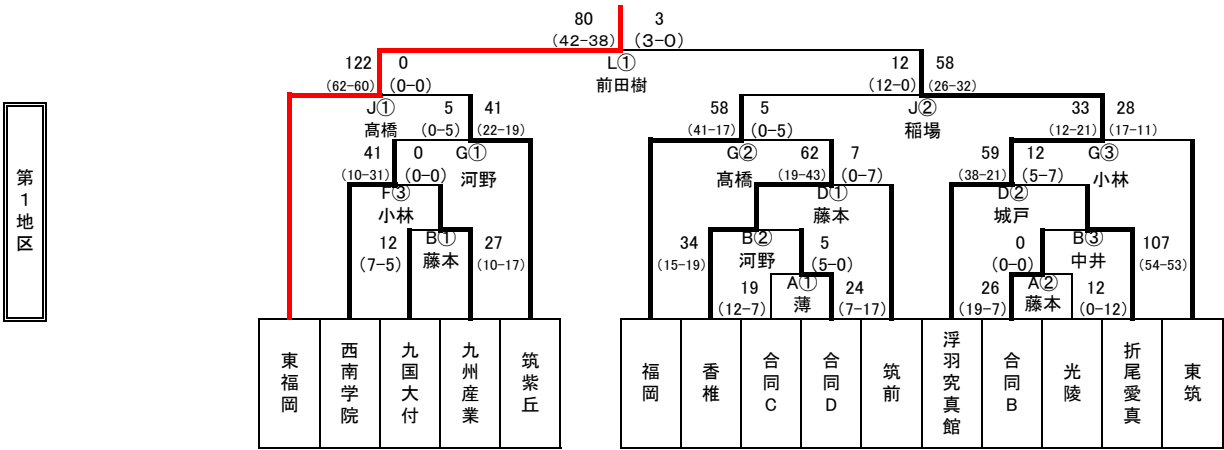 80 3
(42-38) (3-0)
L①
前田樹
122 0
(62-60) (0-0)
12 58
(12-0) (26-32)
J①
髙橋
J②
稲場
5 41
(0-5) (22-19)
58 5
(41-17) (0-5)
33 28
(12-21) (17-11)
G①
河野
G②
髙橋
G③
小林
41 0
(10-31) (0-0)
62 7
(19-43) (0-7)
59 12
(38-21) (5-7)
F③
小林
D①
藤本
D②
城戸
12 27
(7-5) (10-17)
34 5
(15-19) (5-0)
0 107
(0-0) (54-53)
B①
藤本
B②
河野
B③
中井
19 24
(12-7) (7-17)
26 12
(19-7) (0-12)
A①
薄
A②
藤本
第1地区
東福岡
西南学院
九国大付
九州産業
筑紫丘
福岡
香椎
合同C
合同D
筑前
浮羽究真館
合同B
光陵
折尾愛真
東筑